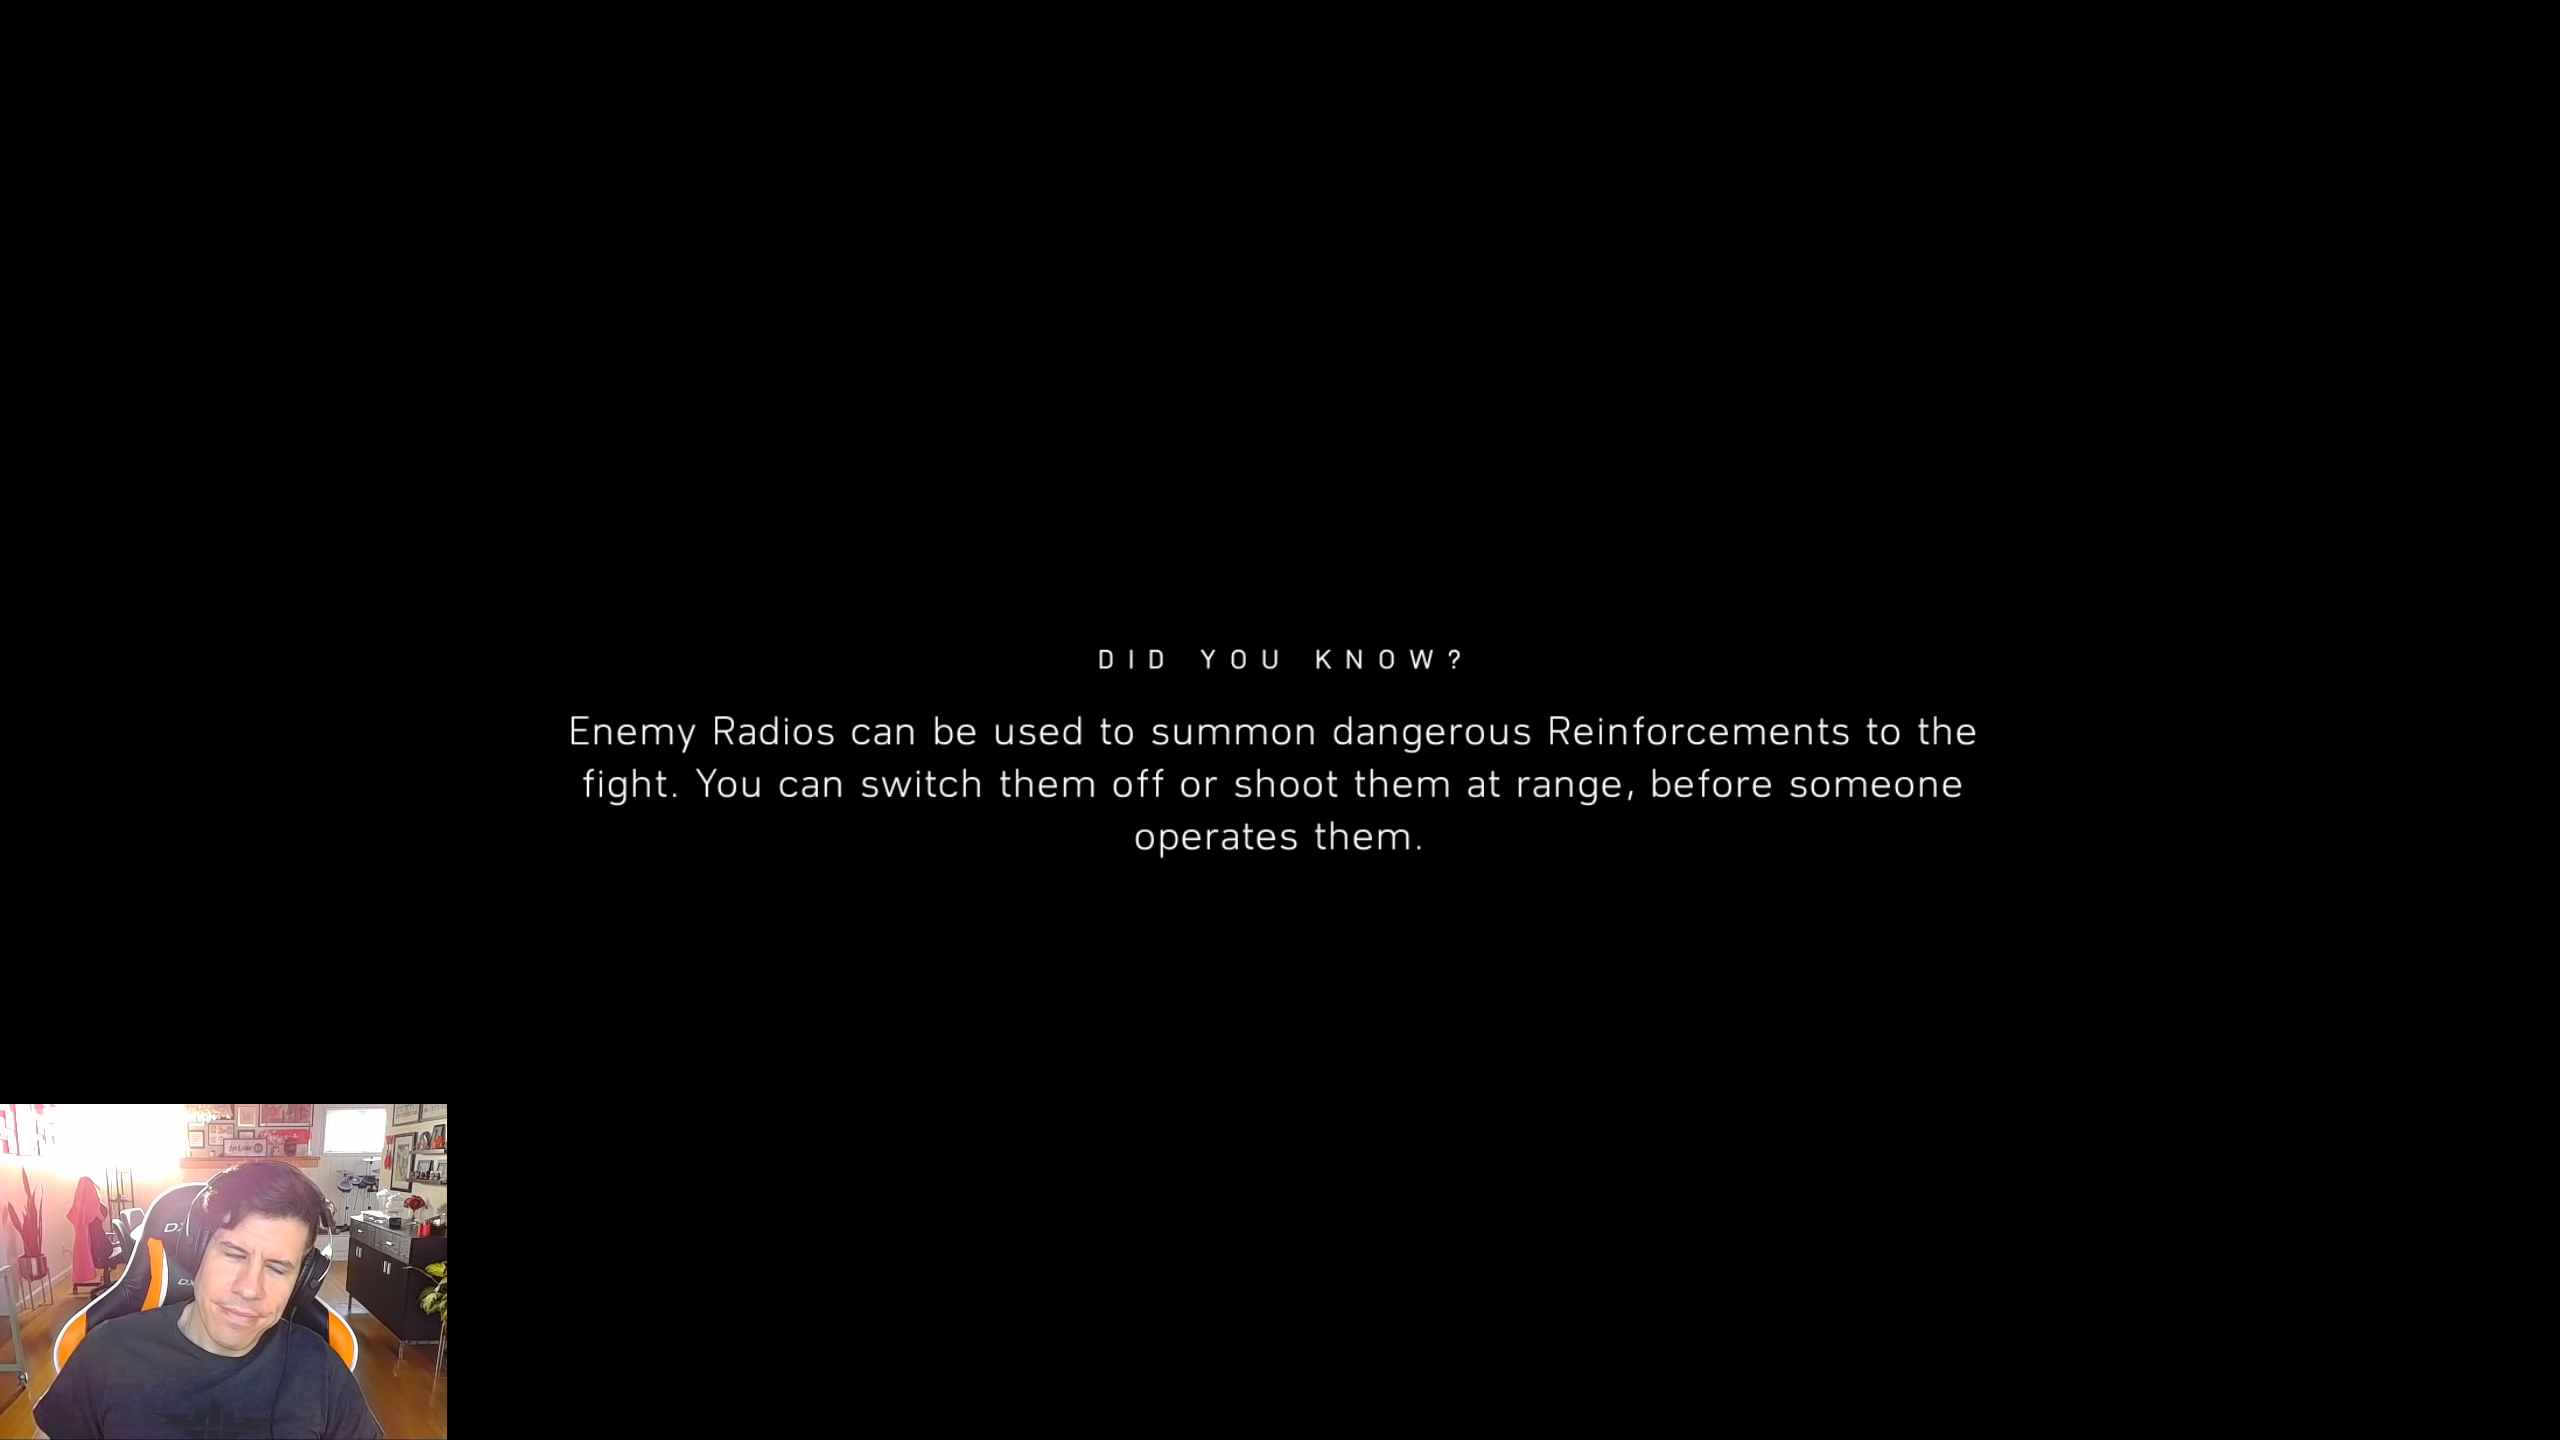 DID YOU KNOW?
Enemy Radios can be used to summon dangerous Reinforcements to the
fight. You can switch them off or shoot them at range, before someone
operates them.